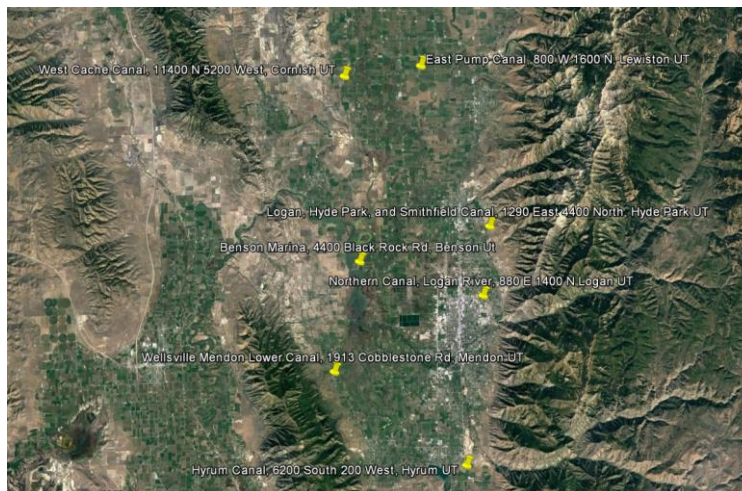 East Pump Canal, 800 W 1600 N, Lewiston UT
West Cache Canal, 11400 N 5200 West, Cornish UT
Logan, Hyde Park, and Smithfield Canal, 1290 East 4400 North, Hyde Park UT
Benson Marina, 4400 Black Rock Rd, Benson Ut
Northern Canal, Logan River, 880 E 1400 N Logan UT
Wellsville Mendon Lower Canal, 1913 Cobblestone Rd, Mendon UT
Hyrum Canal, 6200 South 200 West, Hyrum UT